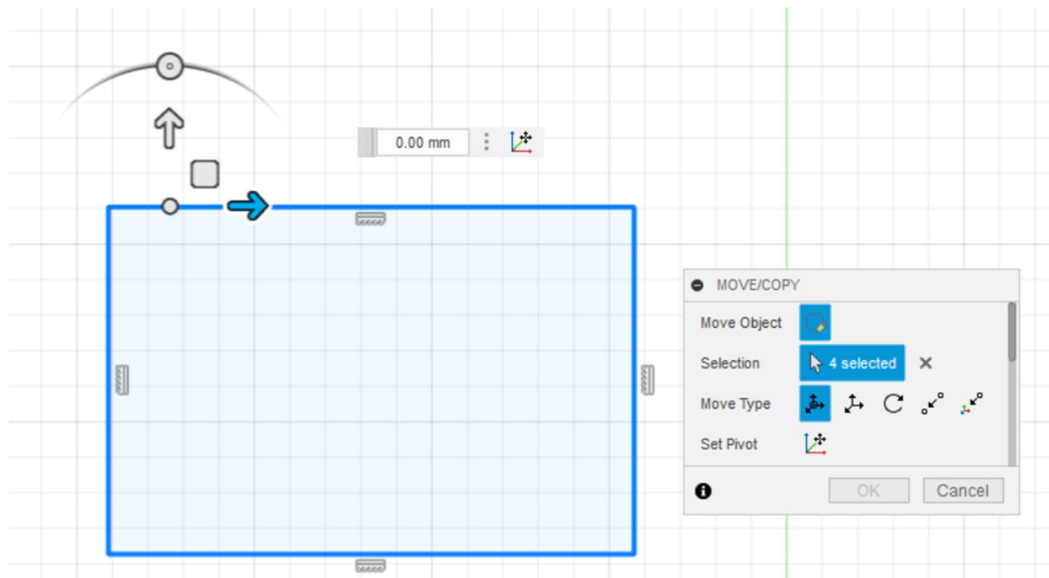 0.00 mm
MOVE/COPY
Move Object
Selection
4 selected
Move Type
Set Pivot
OK
Cancel